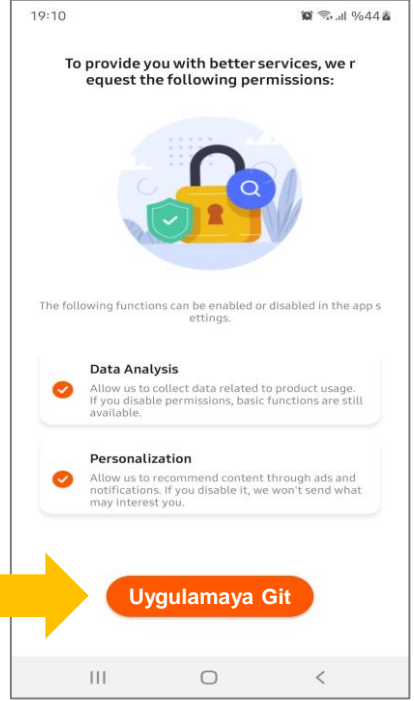 19:10 %44
To provide you with better services, we r
equest the following permissions:
The following functions can be enabled or disabled in the app s
ettings.
Data Analysis
Allow us to collect data related to product usage.
If you disable permissions, basic functions are still
available.
Personalization
Allow us to recommend content through ads and
notifications. If you disable it, we won't send what
may interest you.
Uygulamaya Git